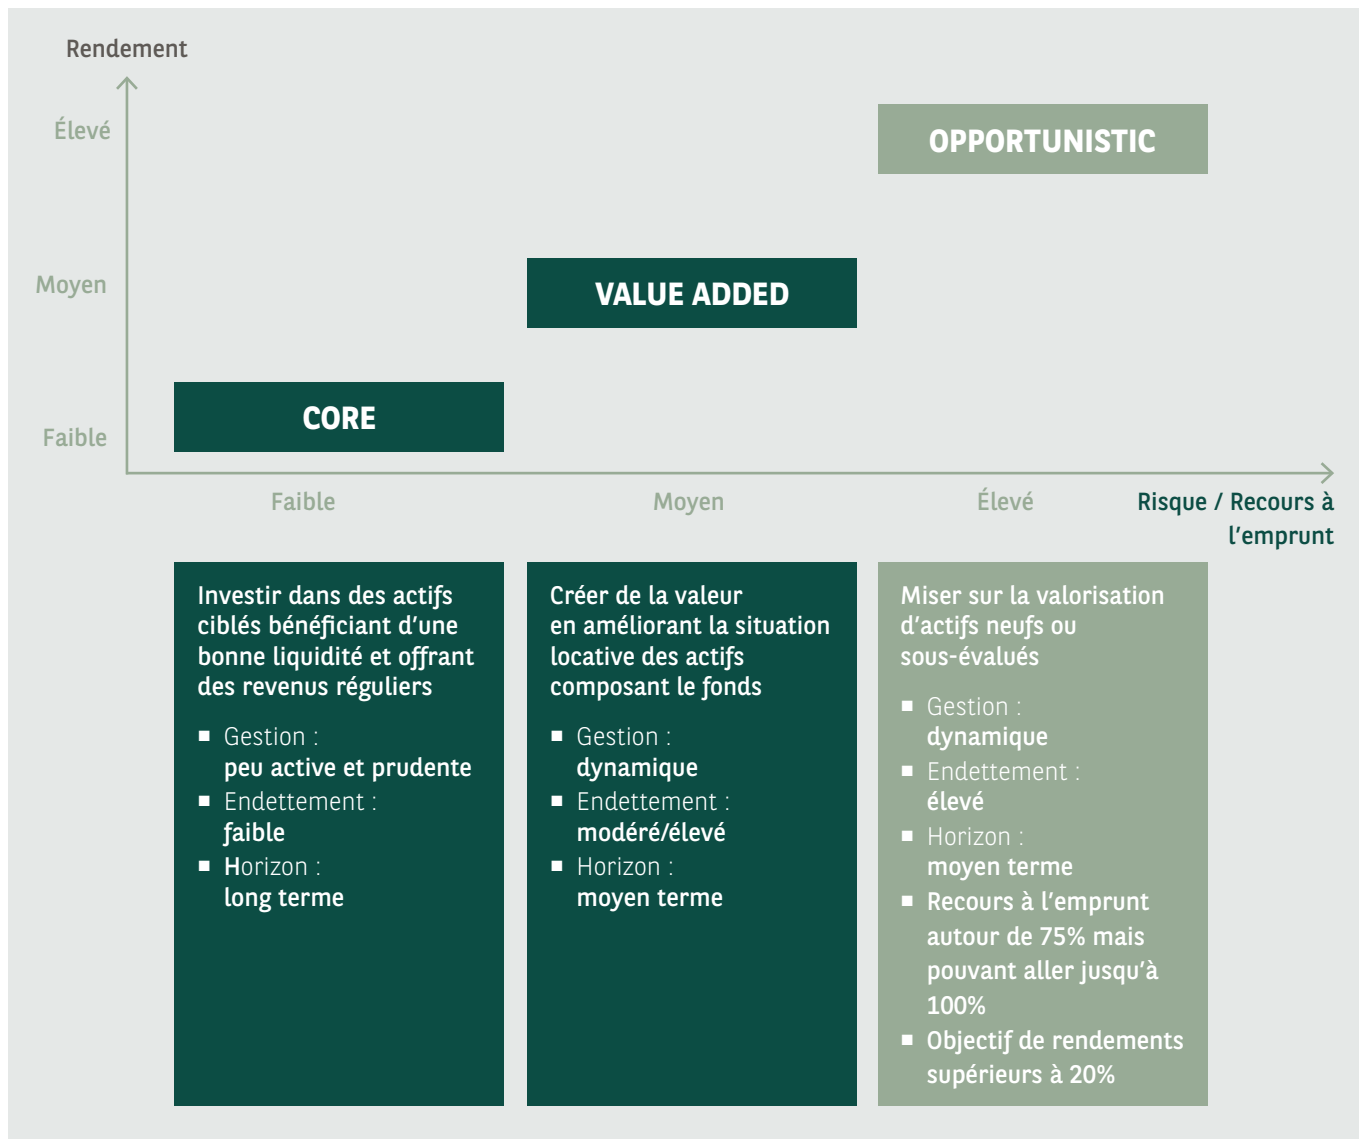 Rendement
Élevé
OPPORTUNISTIC
Moyen
VALUE ADDED
CORE
Faible
Faible
Moyen
Élevé
Risque / Recours à
l'emprunt
Investir dans des actifs
ciblés bénéficiant d'une
bonne liquidité et offrant
des revenus réguliers
■ Gestion :
peu active et prudente
■ Endettement :
faible
■ Horizon :
long terme
Créer de la valeur
en améliorant la situation
locative des actifs
composant le fonds
■ Gestion :
dynamique
■ Endettement :
modéré/élevé
■ Horizon :
moyen terme
Miser sur la valorisation
d'actifs neufs ou
sous-évalués
■ Gestion :
dynamique
■ Endettement :
élevé
■ Horizon :
moyen terme
■ Recours à l'emprunt
autour de 75% mais
pouvant aller jusqu'à
100%
■ Objectif de rendements
supérieurs à 20%